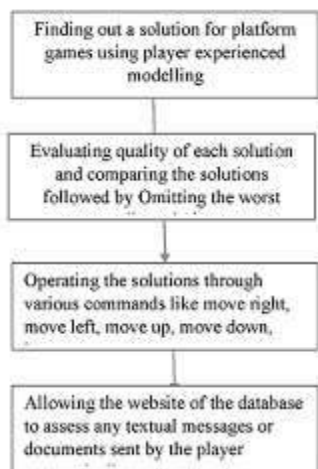 Finding out a solution for platform
games using player experienced
modelling
Evaluating quality of each solution
and comparing the solutions
followed by Omitting the worst
Operating the solutions through
various commands like move right,
move left, move up, move down,
Allowing the website of the database
to assess any textual messages or
documents sent by the player